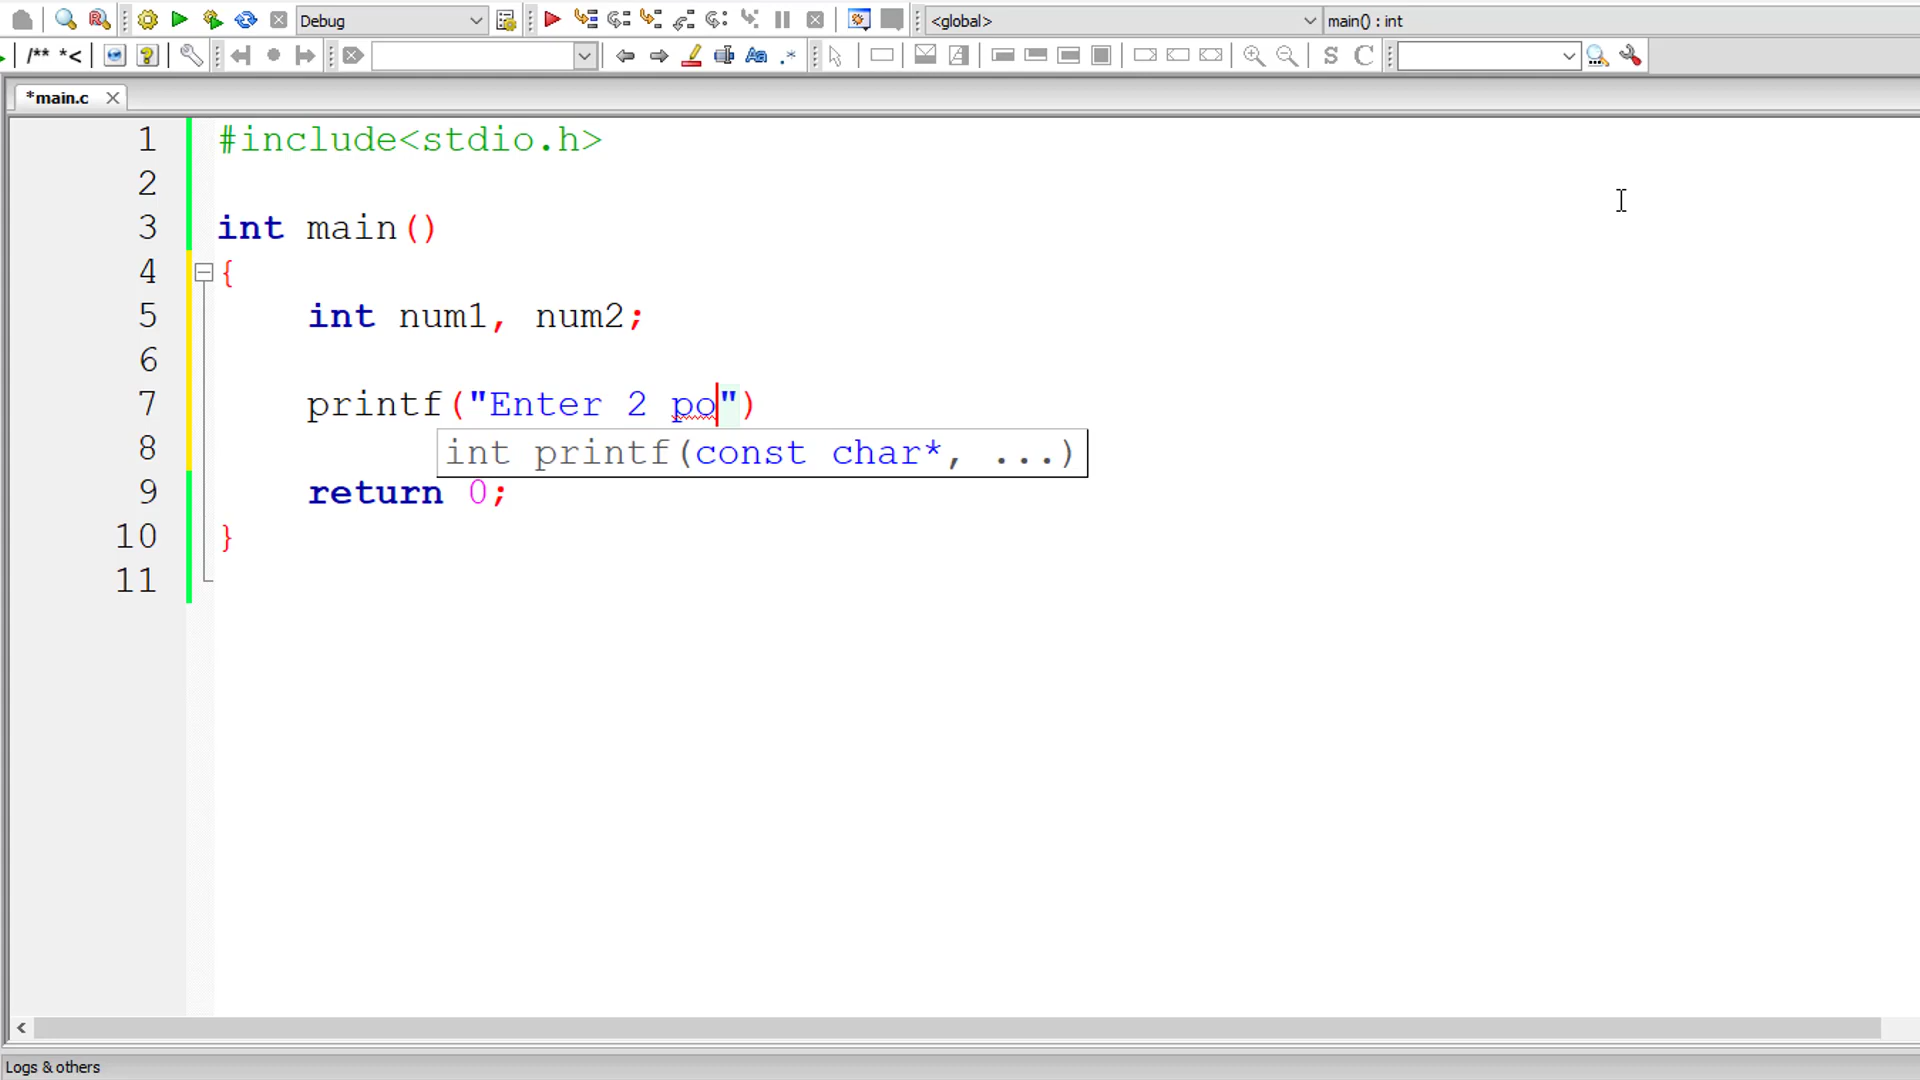 Debug
<global>
main() : int
/** *<
Aa
.*
S
C
*main.c
1 #include<stdio.h>
2
3 int main()
4 {
5 int num1, num2;
6
7 printf("Enter 2 po")
8 int printf(const char*, ...)
9 return 0;
10 }
11
Logs & others